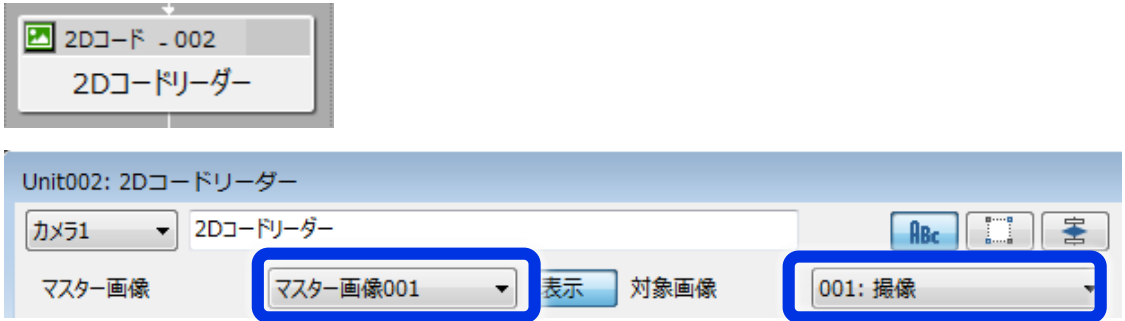 2Dコード - 002
2Dコードリーダー
Unit002: 2Dコードリーダー
カメラ1 2Dコードリーダー ABC
マスター画像 マスター画像001 表示 対象画像 001: 撮像